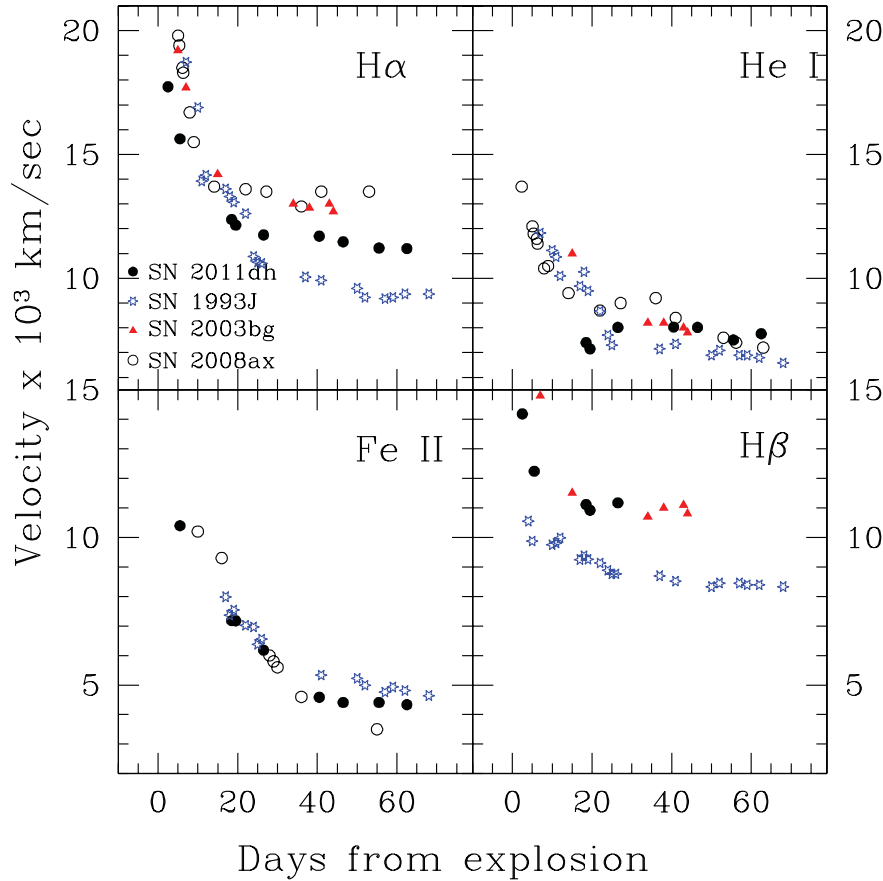 20
20
Hα
He I
15
15
10
10
SN 2011dh
SN 1993J
SN 2003bg
SN 2008ax
15
15
Fe II
Hβ
10
10
5
5
0 20 40 60
0 20 40 60
Velocity x 10³ km/sec
Days from explosion